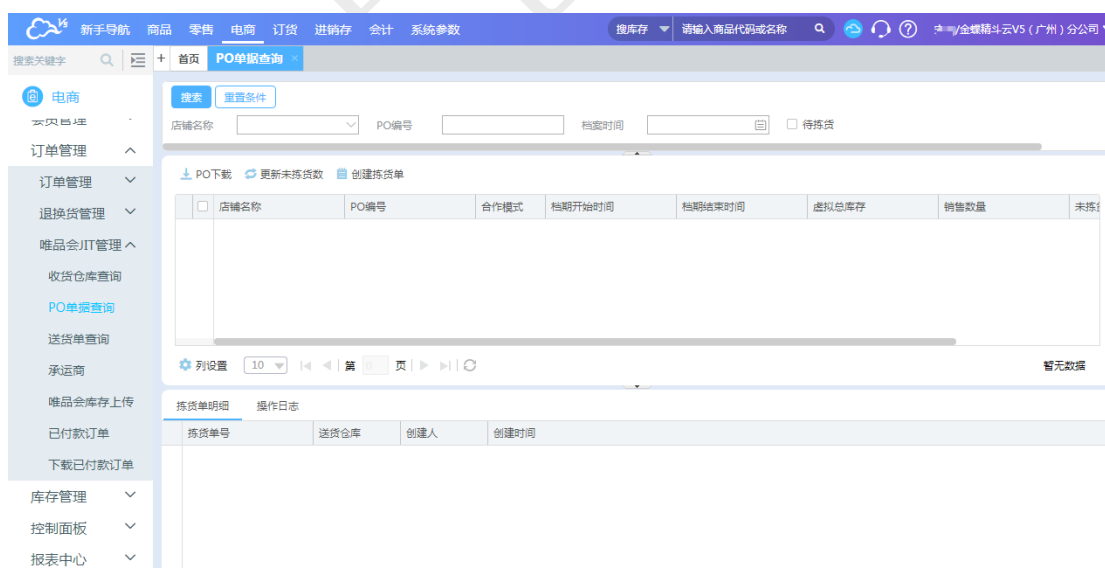 V5 新手导航 商品 零售 电商 订货 进销存 会计 系统参数 搜库存 请输入商品代码或名称 /金蝶精斗云V5（广州）分公司
搜索关键字 + 首页 PO单据查询 ×
电商
会员管理
订单管理
订单管理
退换货管理
唯品会JIT管理
收货仓库查询
PO单据查询
送货单查询
承运商
唯品会库存上传
已付款订单
下载已付款订单
库存管理
控制面板
报表中心
搜索 重置条件
店铺名称 PO编号 档案时间 待拣货
PO下载 更新未拣货数 创建拣货单
店铺名称 PO编号 合作模式 档期开始时间 档期结束时间 虚拟总库存 销售数量 未拣
列设置 10 第 0 页 暂无数据
拣货单明细 操作日志
拣货单号 送货仓库 创建人 创建时间